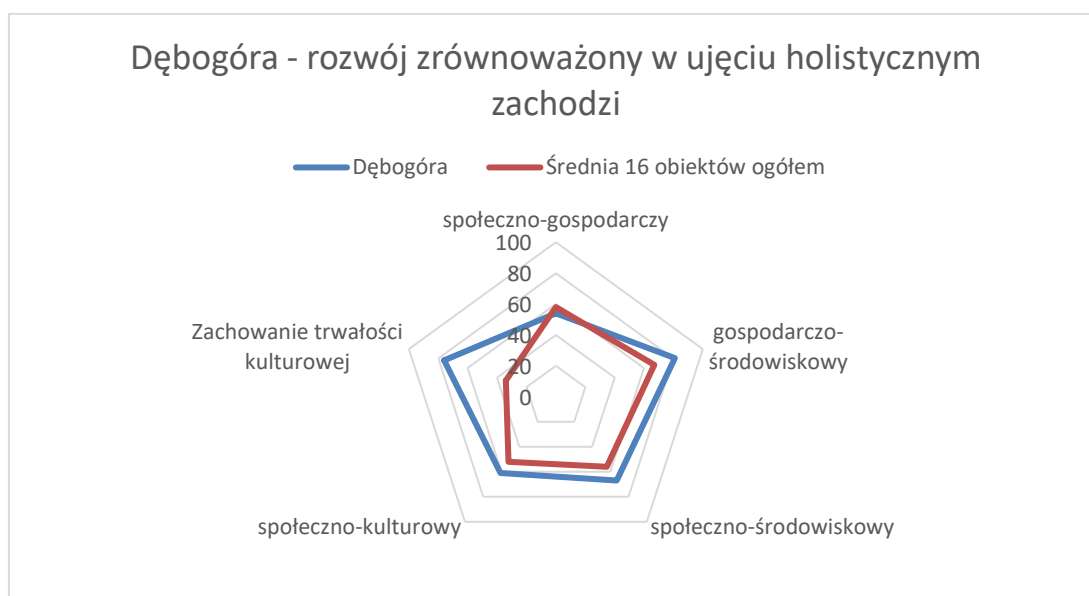 Dębogóra - rozwój zrównoważony w ujęciu holistycznym
zachodzi
Dębogóra
Średnia 16 obiektów ogółem
społeczno-gospodarczy
100
80
60
40
20
0
gospodarczo-
środowiskowy
społeczno-środowiskowy
społeczno-kulturowy
Zachowanie trwałości
kulturowej